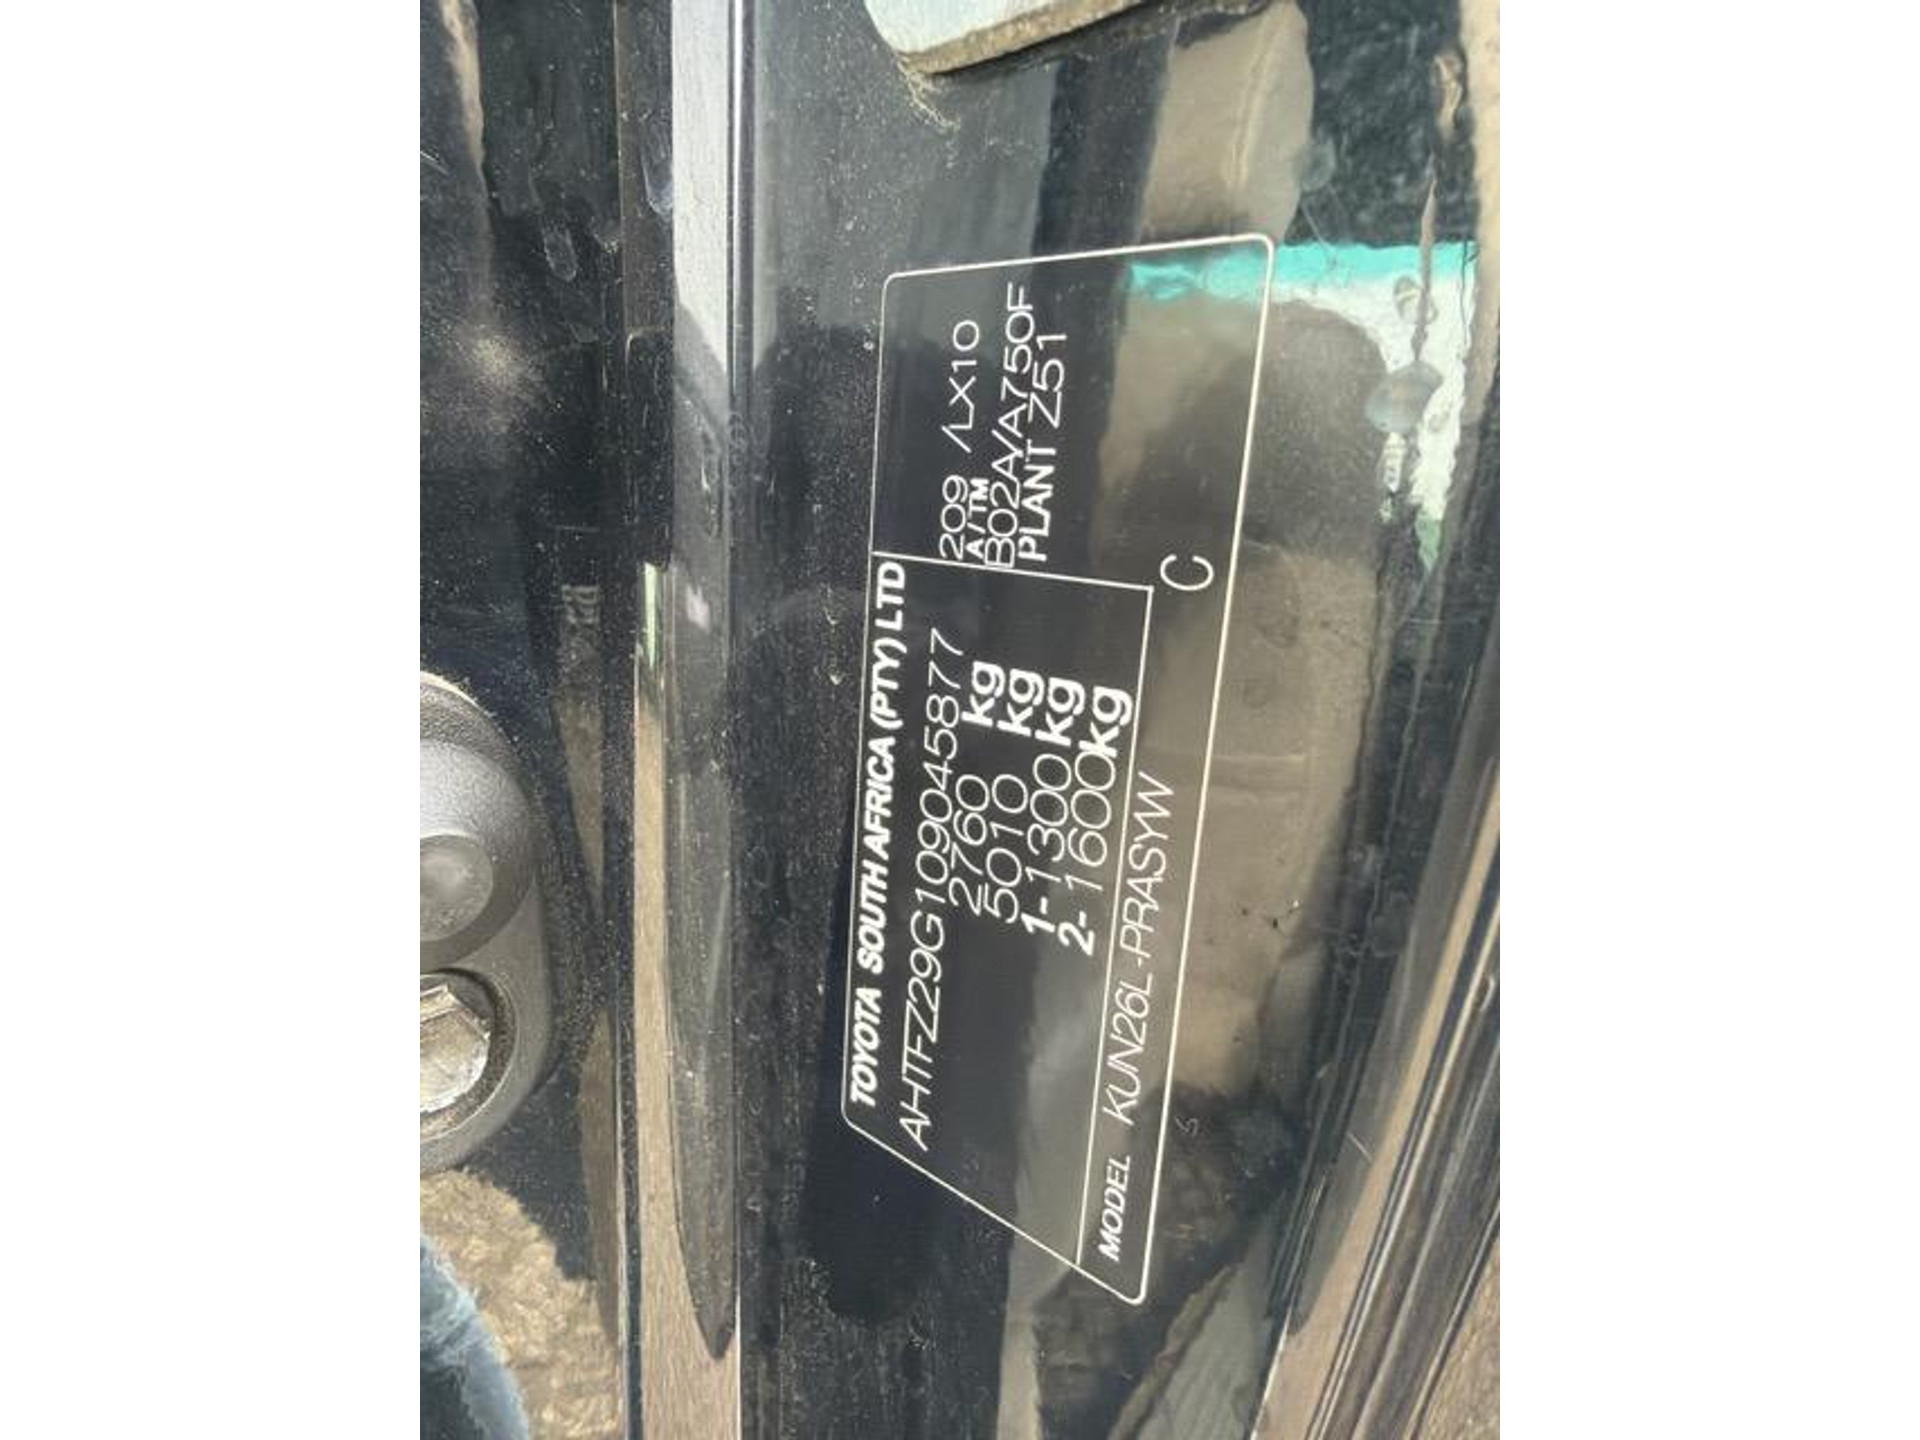 TOYOTA SOUTH AFRICA (PTY) LTD
AHTFZ29G109045877
2760 kg
5010 kg
1- 1300 kg
2- 1600kg
MODEL KUN26L-PRASYW
209 /LX10
A/TM
B02A/A750F
PLANT Z51
C